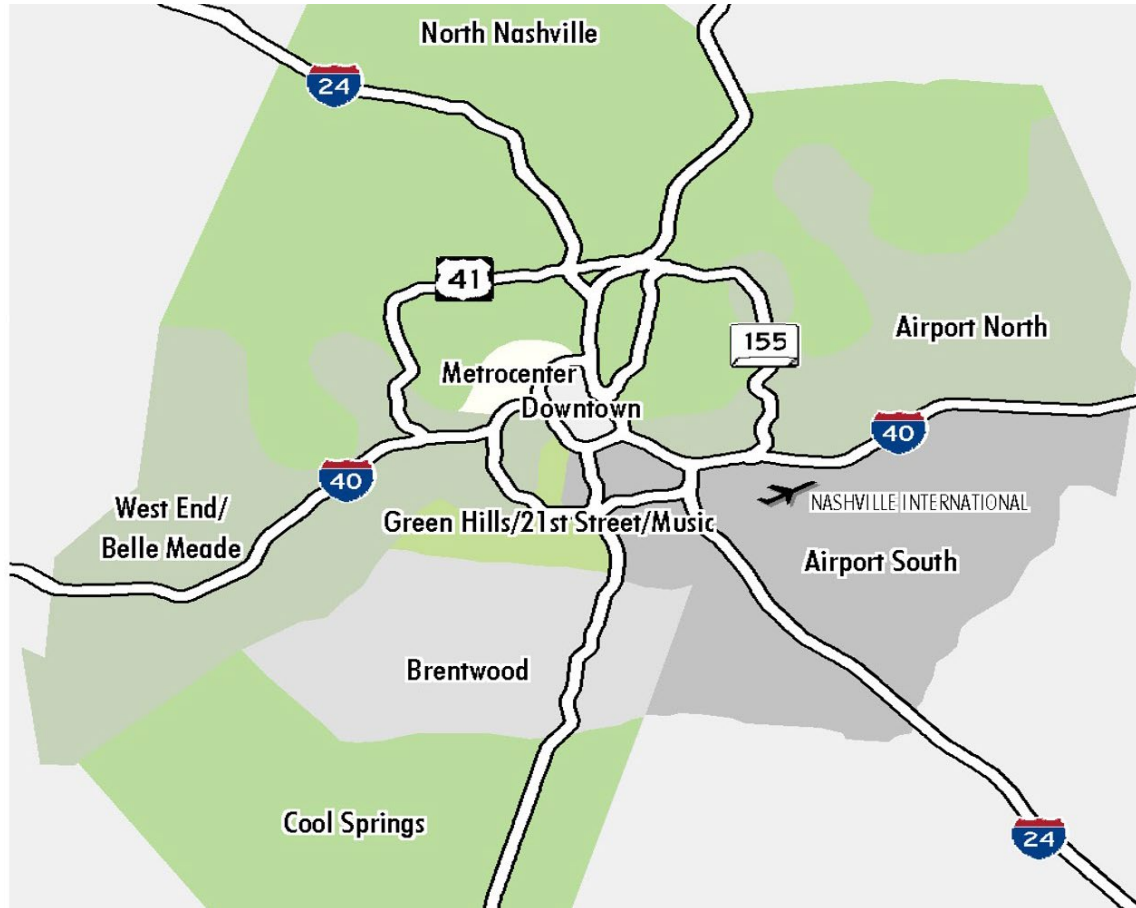 North Nashville
24
41
155
Airport North
Metrocenter
Downtown
40
40
NASHVILLE INTERNATIONAL
West End/
Belle Meade
Green Hills/21st Street/Music
Airport South
Brentwood
Cool Springs
24